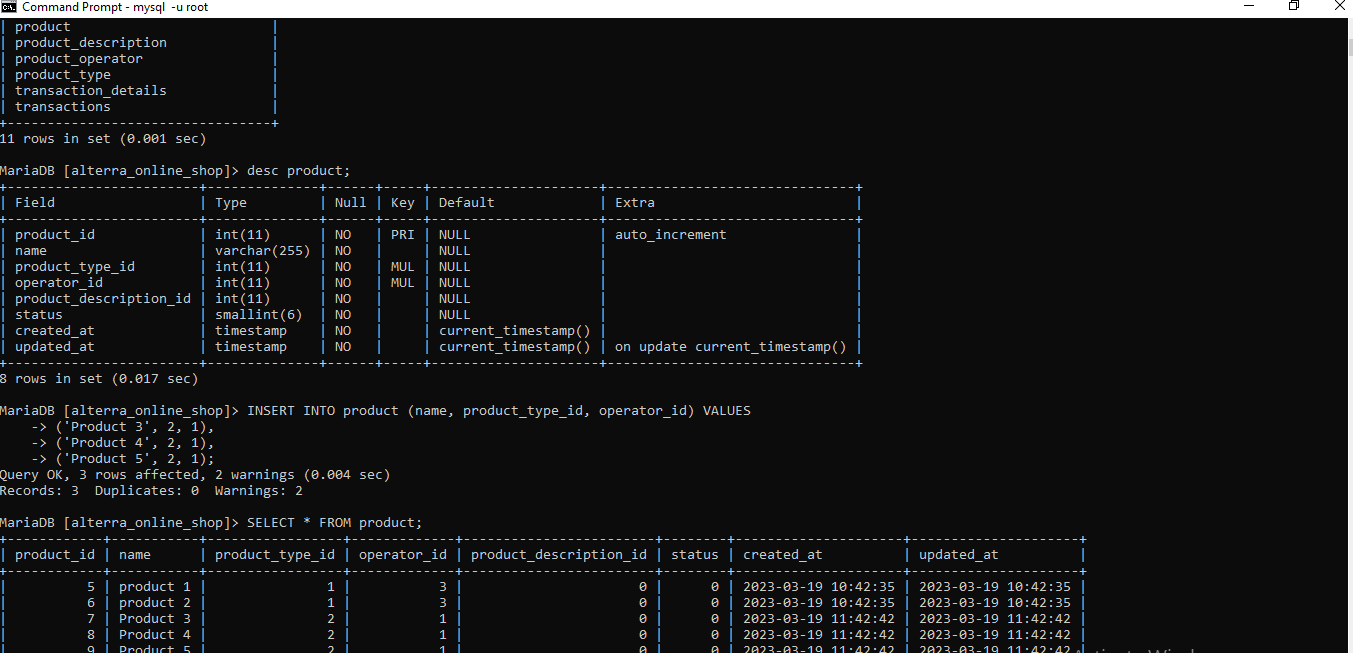 Command Prompt - mysql -u root
| product                         |
| product_description             |
| product_operator                |
| product_type                    |
| transaction_details             |
| transactions                    |
+---------------------------------+
11 rows in set (0.001 sec)
MariaDB [alterra_online_shop]> desc product;
+------------------------+--------------+------+-----+---------------------+-------------------------------+
| Field                  | Type         | Null | Key | Default             | Extra                         |
+------------------------+--------------+------+-----+---------------------+-------------------------------+
| product_id             | int(11)      | NO   | PRI | NULL                | auto_increment                |
| name                   | varchar(255) | NO   |     | NULL                |                               |
| product_type_id        | int(11)      | NO   | MUL | NULL                |                               |
| operator_id            | int(11)      | NO   | MUL | NULL                |                               |
| product_description_id | int(11)      | NO   |     | NULL                |                               |
| status                 | smallint(6)  | NO   |     | NULL                |                               |
| created_at             | timestamp    | NO   |     | current_timestamp() |                               |
| updated_at             | timestamp    | NO   |     | current_timestamp() | on update current_timestamp() |
+------------------------+--------------+------+-----+---------------------+-------------------------------+
8 rows in set (0.017 sec)
MariaDB [alterra_online_shop]> INSERT INTO product (name, product_type_id, operator_id) VALUES
    -> ('Product 3', 2, 1),
    -> ('Product 4', 2, 1),
    -> ('Product 5', 2, 1);
Query OK, 3 rows affected, 2 warnings (0.004 sec)
Records: 3  Duplicates: 0  Warnings: 2
MariaDB [alterra_online_shop]> SELECT * FROM product;
+------------+-----------+-----------------+-------------+------------------------+--------+---------------------+---------------------+
| product_id | name      | product_type_id | operator_id | product_description_id | status | created_at          | updated_at          |
+------------+-----------+-----------------+-------------+------------------------+--------+---------------------+---------------------+
|          5 | product 1 |               1 |           3 |                      0 |      0 | 2023-03-19 10:42:35 | 2023-03-19 10:42:35 |
|          6 | product 2 |               1 |           3 |                      0 |      0 | 2023-03-19 10:42:35 | 2023-03-19 10:42:35 |
|          7 | Product 3 |               2 |           1 |                      0 |      0 | 2023-03-19 11:42:42 | 2023-03-19 11:42:42 |
|          8 | Product 4 |               2 |           1 |                      0 |      0 | 2023-03-19 11:42:42 | 2023-03-19 11:42:42 |
|          9 | Product 5 |               2 |           1 |                      0 |      0 | 2023-03-19 11:42:42 | 2023-03-19 11:42:42 |